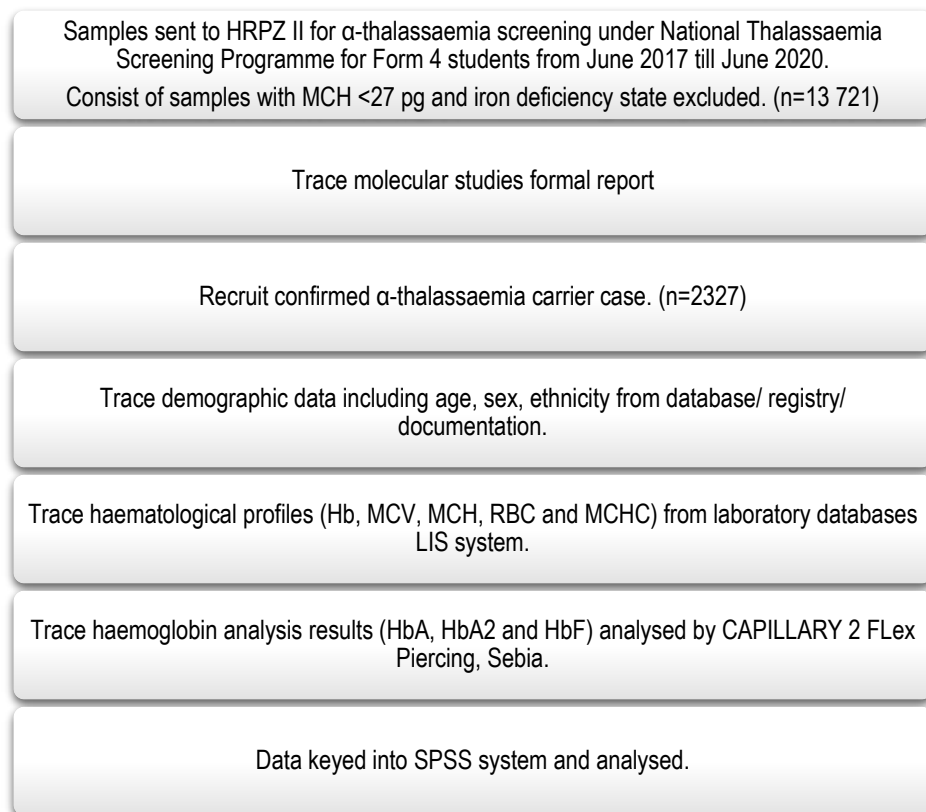 Samples sent to HRPZ II for α-thalassaemia screening under National Thalassaemia
Screening Programme for Form 4 students from June 2017 till June 2020.
Consist of samples with MCH <27 pg and iron deficiency state excluded. (n=13 721)
Trace molecular studies formal report
Recruit confirmed α-thalassaemia carrier case. (n=2327)
Trace demographic data including age, sex, ethnicity from database/ registry/
documentation.
Trace haematological profiles (Hb, MCV, MCH, RBC and MCHC) from laboratory databases
LIS system.
Trace haemoglobin analysis results (HbA, HbA2 and HbF) analysed by CAPILLARY 2 FLex
Piercing, Sebia.
Data keyed into SPSS system and analysed.